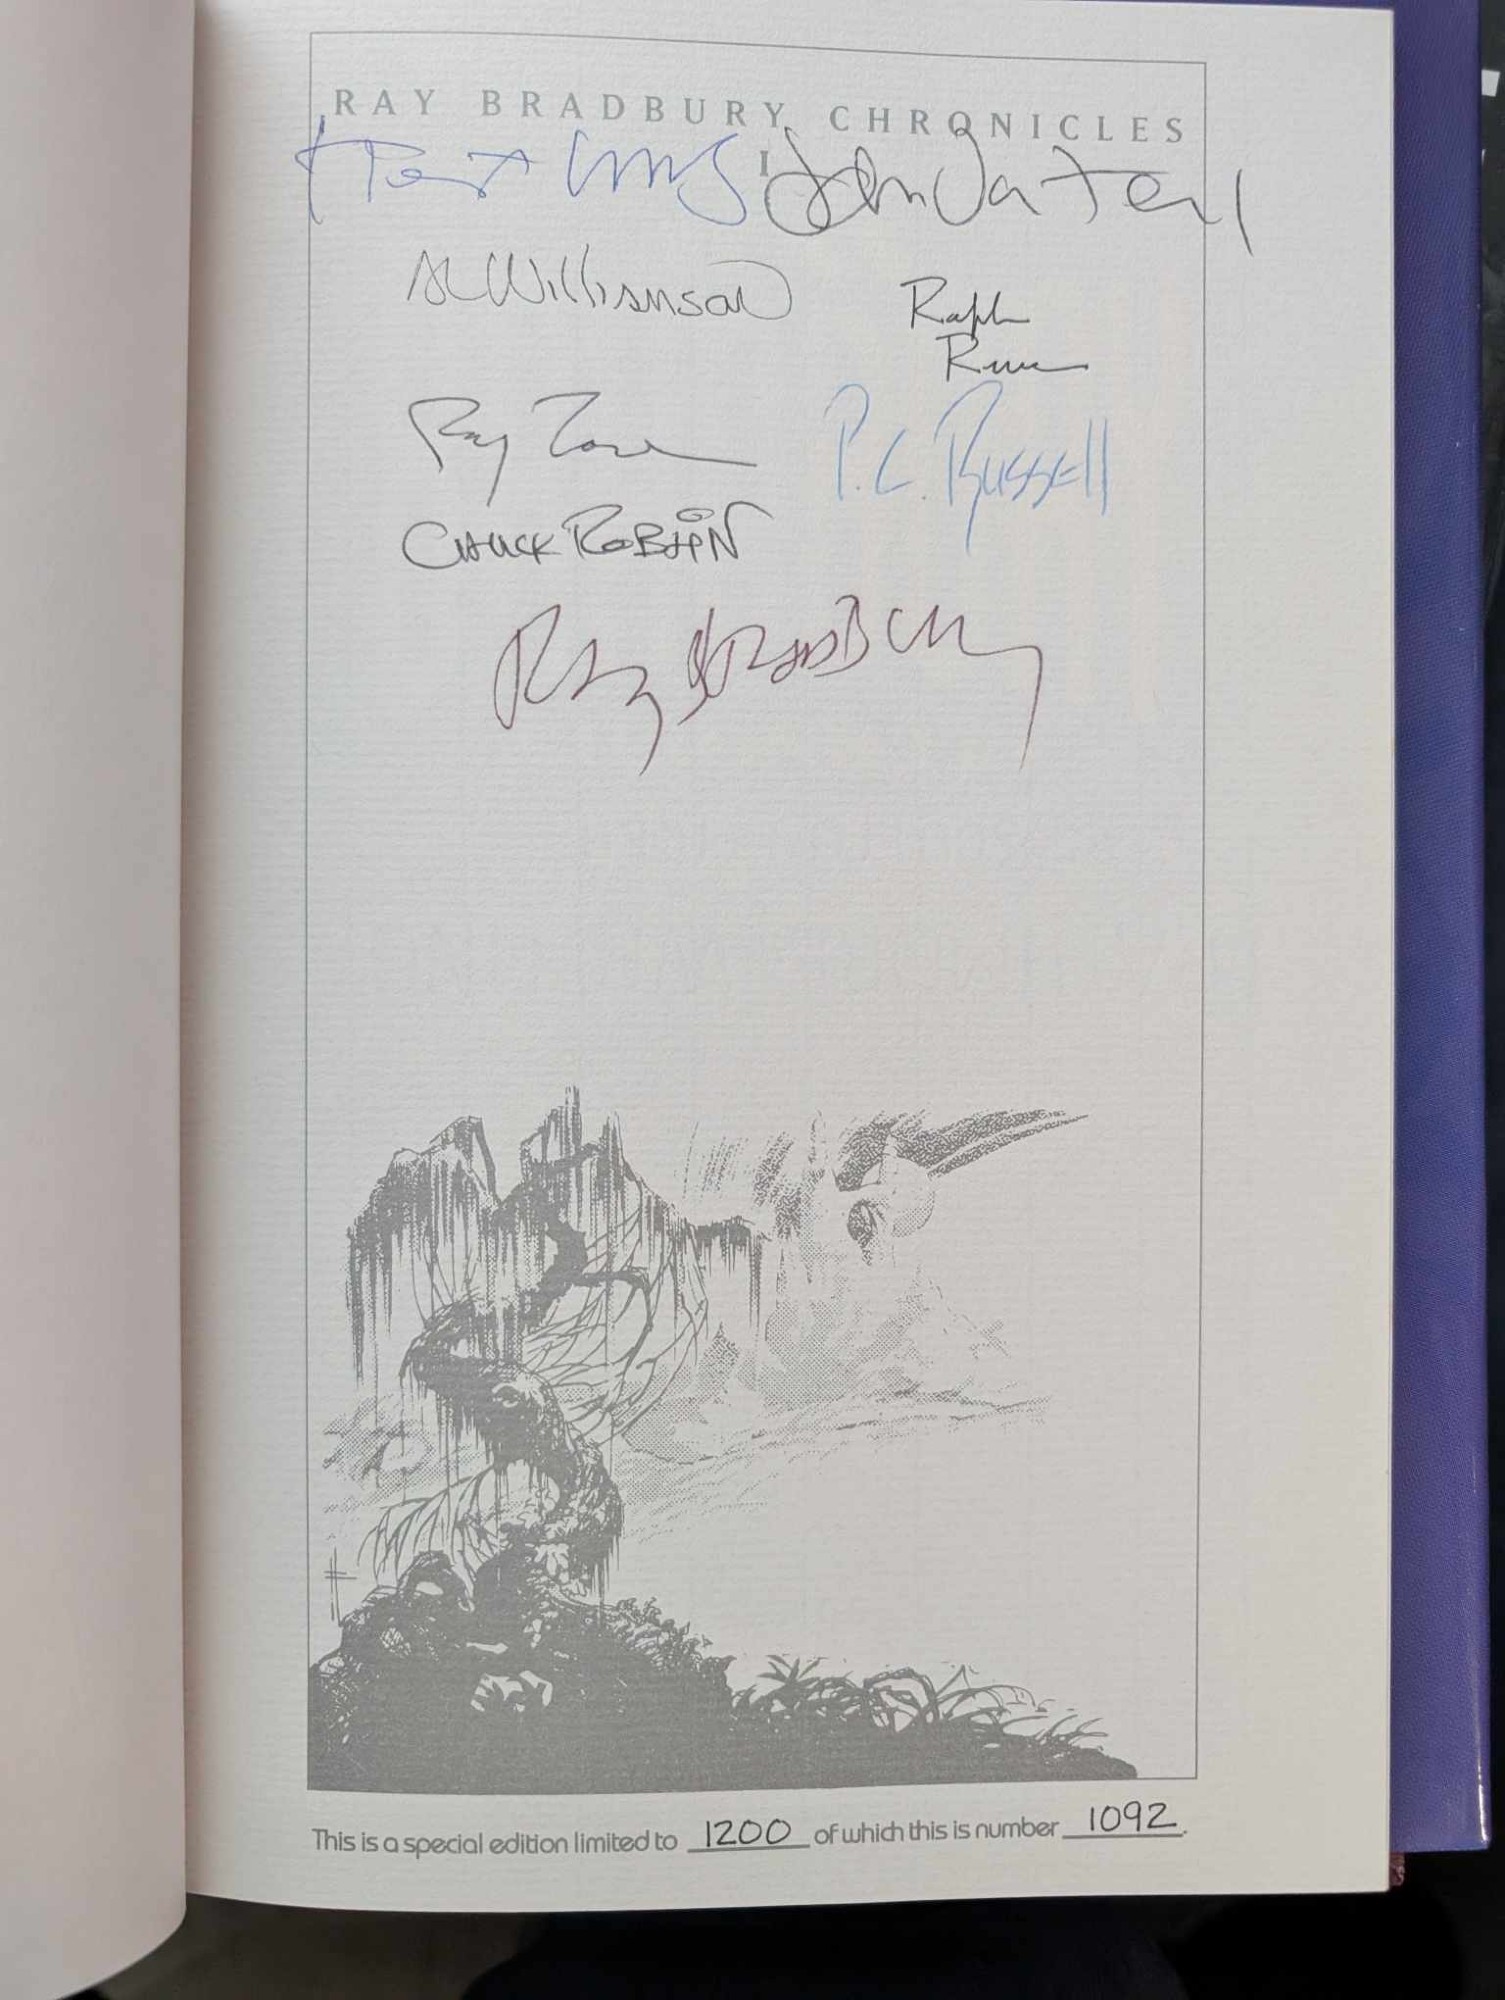 RAY BRADBURY CHRONICLES
I
Al Williamson
Ralph
Ray Zone
P. C. Russell
CHUCK ROBLIN
Ray Bradbury
This is a special edition limited to 1200 of which this is number 1092.